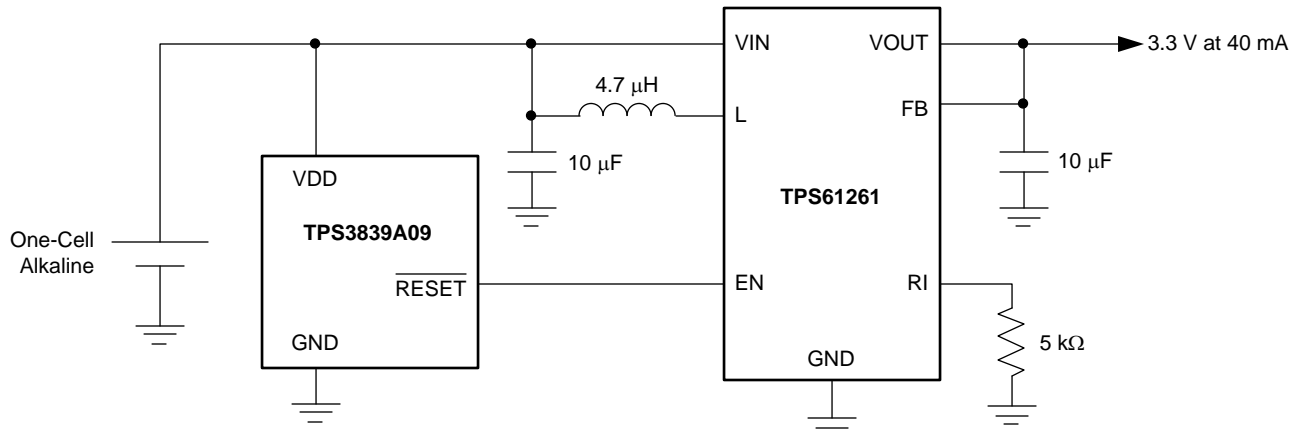 VIN
VOUT
3.3 V at 40 mA
4.7 μH
L
FB
10 μF
10 μF
VDD
TPS3839A09
TPS61261
One-Cell
Alkaline
RESET
EN
RI
GND
GND
5 kΩ